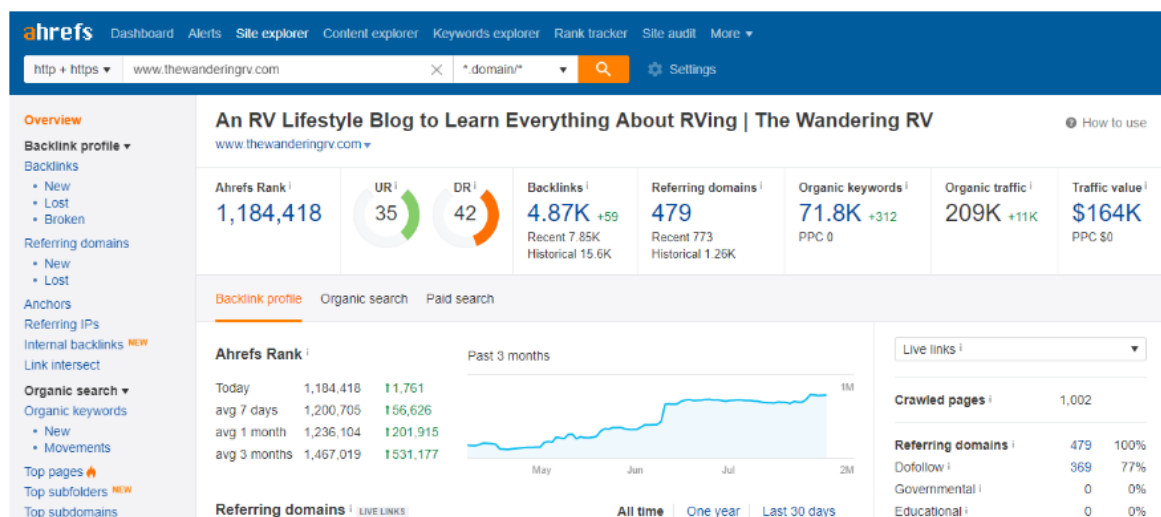 ahrefs Dashboard Alerts Site explorer Content explorer Keywords explorer Rank tracker Site audit More
http + https www.thewanderingrv.com *.domain/* Settings
Overview
Backlink profile
Backlinks
• New
• Lost
• Broken
Referring domains
• New
• Lost
Anchors
Referring IPs
Internal backlinks NEW
Link intersect
Organic search
Organic keywords
• New
• Movements
Top pages
Top subfolders NEW
Top subdomains
An RV Lifestyle Blog to Learn Everything About RVing | The Wandering RV
How to use
www.thewanderingrv.com
Ahrefs Rank i
1,184,418
UR i
35
DR i
42
Backlinks i
4.87K +59
Recent 7.85K
Historical 15.6K
Referring domains i
479
Recent 773
Historical 1.26K
Organic keywords i
71.8K +312
PPC 0
Organic traffic i
209K +11K
Traffic value i
$164K
PPC $0
Backlink profile Organic search Paid search
Ahrefs Rank i
Today 1,184,418 ↑1,761
avg 7 days 1,200,705 ↑56,626
avg 1 month 1,236,104 ↑201,915
avg 3 months 1,467,019 ↑531,177
Past 3 months
1M
May Jun Jul 2M
Live links i
Crawled pages i 1,002
Referring domains i 479 100%
Dofollow i 369 77%
Governmental i 0 0%
Educational i 0 0%
Referring domains i LIVE LINKS All time One year Last 30 days